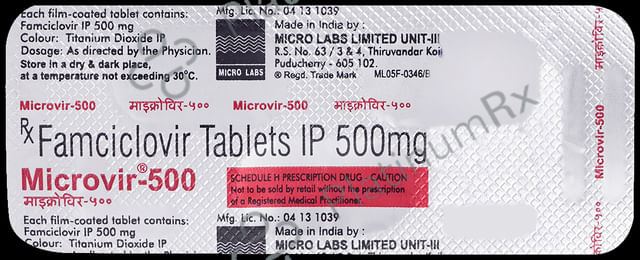 Each film-coated tablet contains:
Famciclovir IP 500 mg
Colour: Titanium Dioxide IP
Dosage: As directed by the Physician.
Store in a dry & dark place,
at a temperature not exceeding 30°C.
MICRO LABS
Mfg. Lic. No.: 04 13 1039
Made in India by :
MICRO LABS LIMITED UNIT-III
R.S. No. 63 / 3 & 4, Thiruvandar Koi
Puducherry - 605 102.
® Regd. Trade Mark ML05F-0346/B
Microvir-500 माइक्रोविर-५०० Microvir-500 माइक्रोविर-५००
Rx Famciclovir Tablets IP 500mg
Microvir®-500
माइक्रोविर-५००
SCHEDULE H PRESCRIPTION DRUG - CAUTION
Not to be sold by retail without the prescription
of a Registered Medical Practitioner.
Each film-coated tablet contains:
Famciclovir IP 500 mg
Colour: Titanium Dioxide IP
MICRO LABS
Mfg. Lic. No.: 04 13 1039
Made in India by :
MICRO LABS LIMITED UNIT-III
Microvir-500
माइक्रोविर-५००